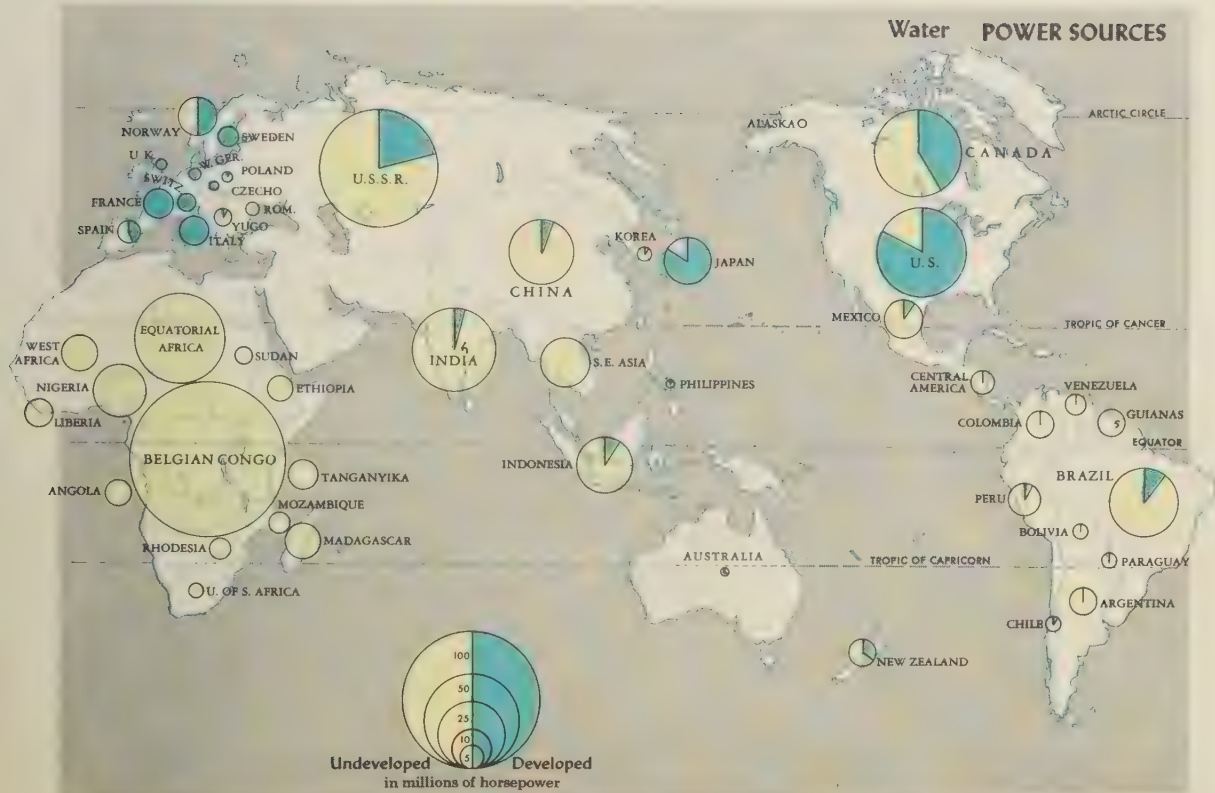 Water POWER SOURCES
ARCTIC CIRCLE
ALASKA
CANADA
NORWAY
SWEDEN
U.K.
W. GER.
POLAND
SWITZ.
CZECHO
FRANCE
ROM.
YUGO
SPAIN
ITALY
U.S.S.R.
KOREA
JAPAN
CHINA
U.S.
MEXICO
TROPIC OF CANCER
EQUATORIAL
AFRICA
WEST
AFRICA
SUDAN
NIGERIA
ETHIOPIA
LIBERIA
INDIA
S.E. ASIA
PHILIPPINES
CENTRAL
AMERICA
VENEZUELA
COLOMBIA
GUIANAS
EQUATOR
BELGIAN CONGO
INDONESIA
BRAZIL
ANGOLA
TANGANYIKA
MOZAMBIQUE
PERU
RHODESIA
MADAGASCAR
BOLIVIA
AUSTRALIA
TROPIC OF CAPRICORN
PARAGUAY
U. OF S. AFRICA
ARGENTINA
CHILE
NEW ZEALAND
100
50
25
10
5
Undeveloped Developed
in millions of horsepower